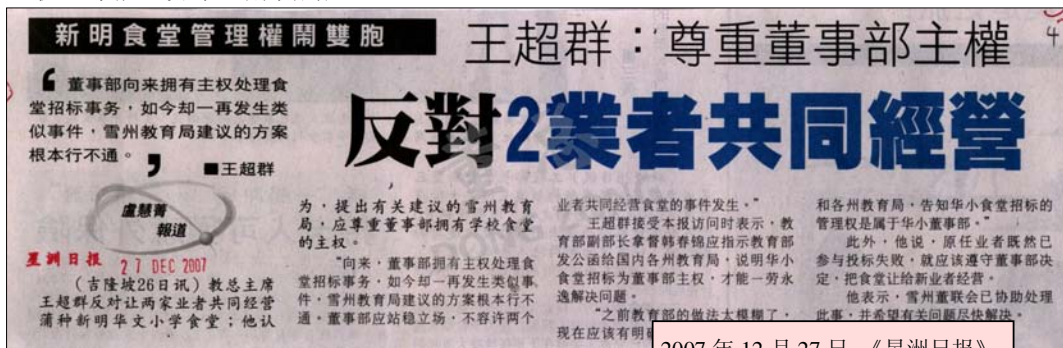 新明食堂管理權鬧雙胞
王超群：尊重董事部主權
反對2業者共同經營
“ 董事部向来拥有主权处理食
堂招标事务，如今却一再发生类
似事件，雪州教育局建议的方案
根本行不通。 ”
■王超群
盧慧菁
報道
星洲日报 27 DEC 2007
（吉隆坡26日讯）教总主席
王超群反对让两家业者共同经营
蒲种新明华文小学食堂；他认
为，提出有关建议的雪州教育
局，应尊重董事部拥有学校食堂
的主权。
“向来，董事部拥有主权处理食
堂招标事务，如今却一再发生类似事
件，雪州教育局建议的方案根本行不
通。董事部应站稳立场，不容许两个
业者共同经营食堂的事件发生。”
王超群接受本报访问时表示，教
育部副部长拿督韩春锦应指示教育部
发公函给国内各州教育局，说明华小
食堂招标为董事部主权，才能一劳永
逸解决问题。
“之前教育部的做法太模糊了，
现在应该有明
和各州教育局，告知华小食堂招标的
管理权是属于华小董事部。”
此外，他说，原任业者既然已
参与投标失败，就应该遵守董事部决
定，把食堂让给新业者经营。
他表示，雪州董联会已协助处理
此事，并希望有关问题尽快解决。
2007 年 12 月 27 日 《星洲日报》